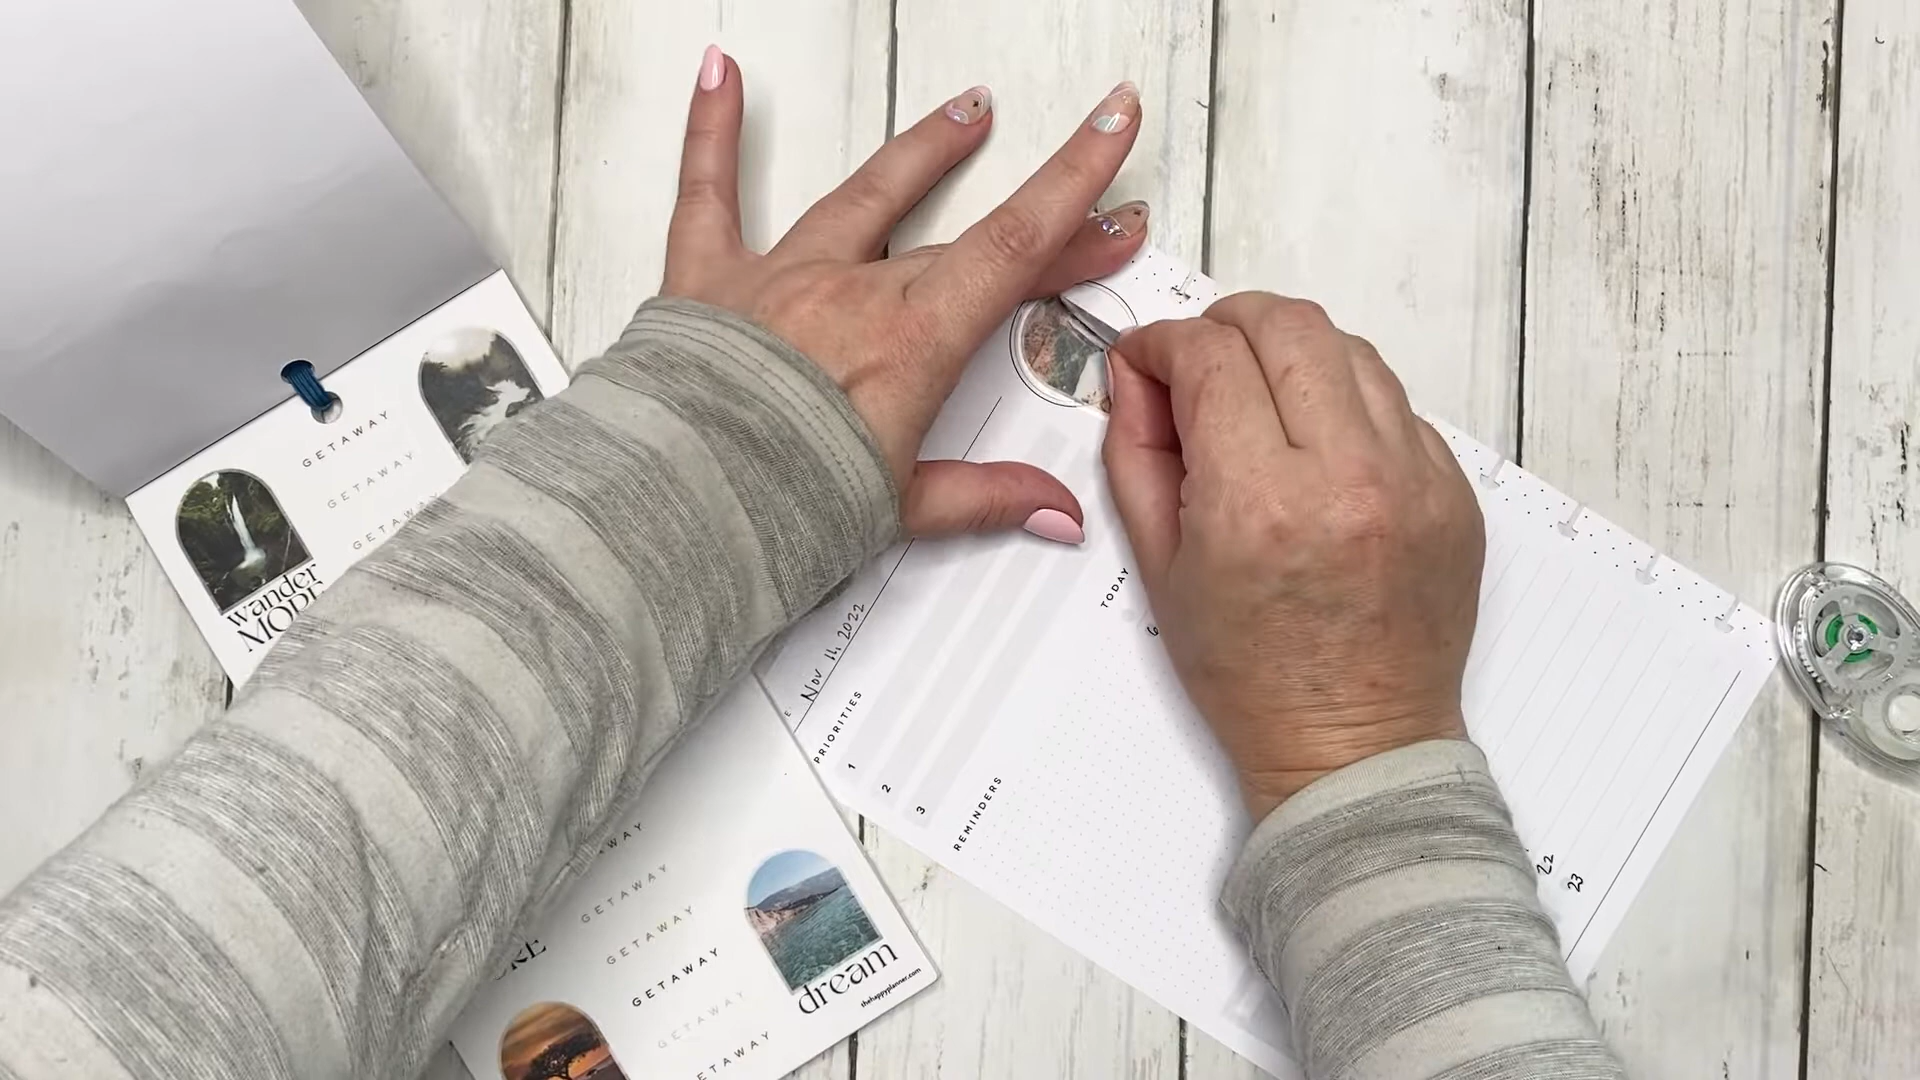 GETAWAY
GETAWAY
GETAWAY
wander
Nov 14, 2022
PRIORITIES
1
2
3
REMINDERS
TODAY
6
22
23
GETAWAY
GETAWAY
GETAWAY
GETAWAY
dream
thehappyplanner.com